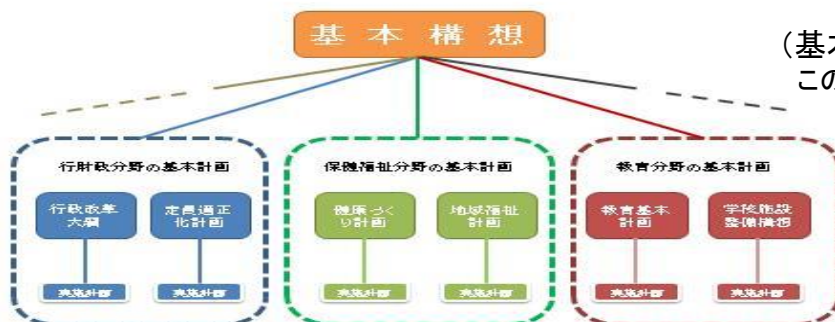 基本構想
（基本
この
行財政分野の基本計画
保健福祉分野の基本計画
教育分野の基本計画
行政改革
大綱
定員適正
化計画
健康づく
り計画
地域福祉
計画
教育基本
計画
学校施設
整備構想
実施計画
実施計画
実施計画
実施計画
実施計画
実施計画